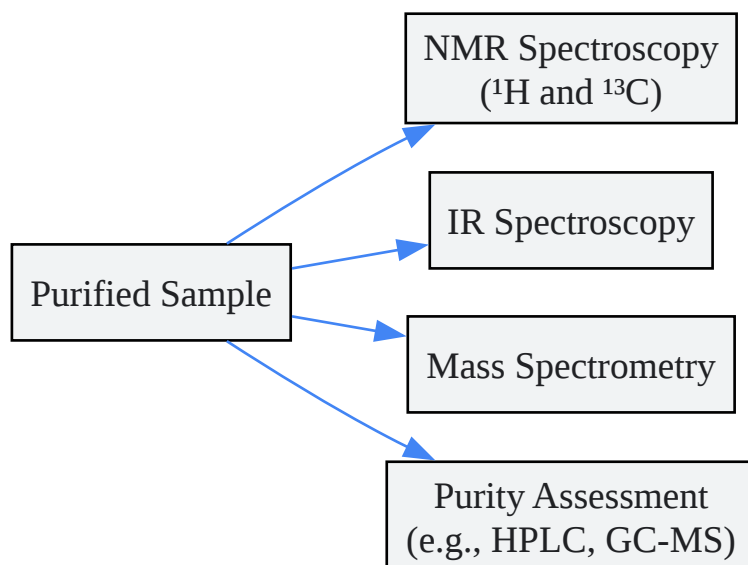 NMR Spectroscopy
(¹H and ¹³C)
IR Spectroscopy
Purified Sample
Mass Spectrometry
Purity Assessment
(e.g., HPLC, GC-MS)